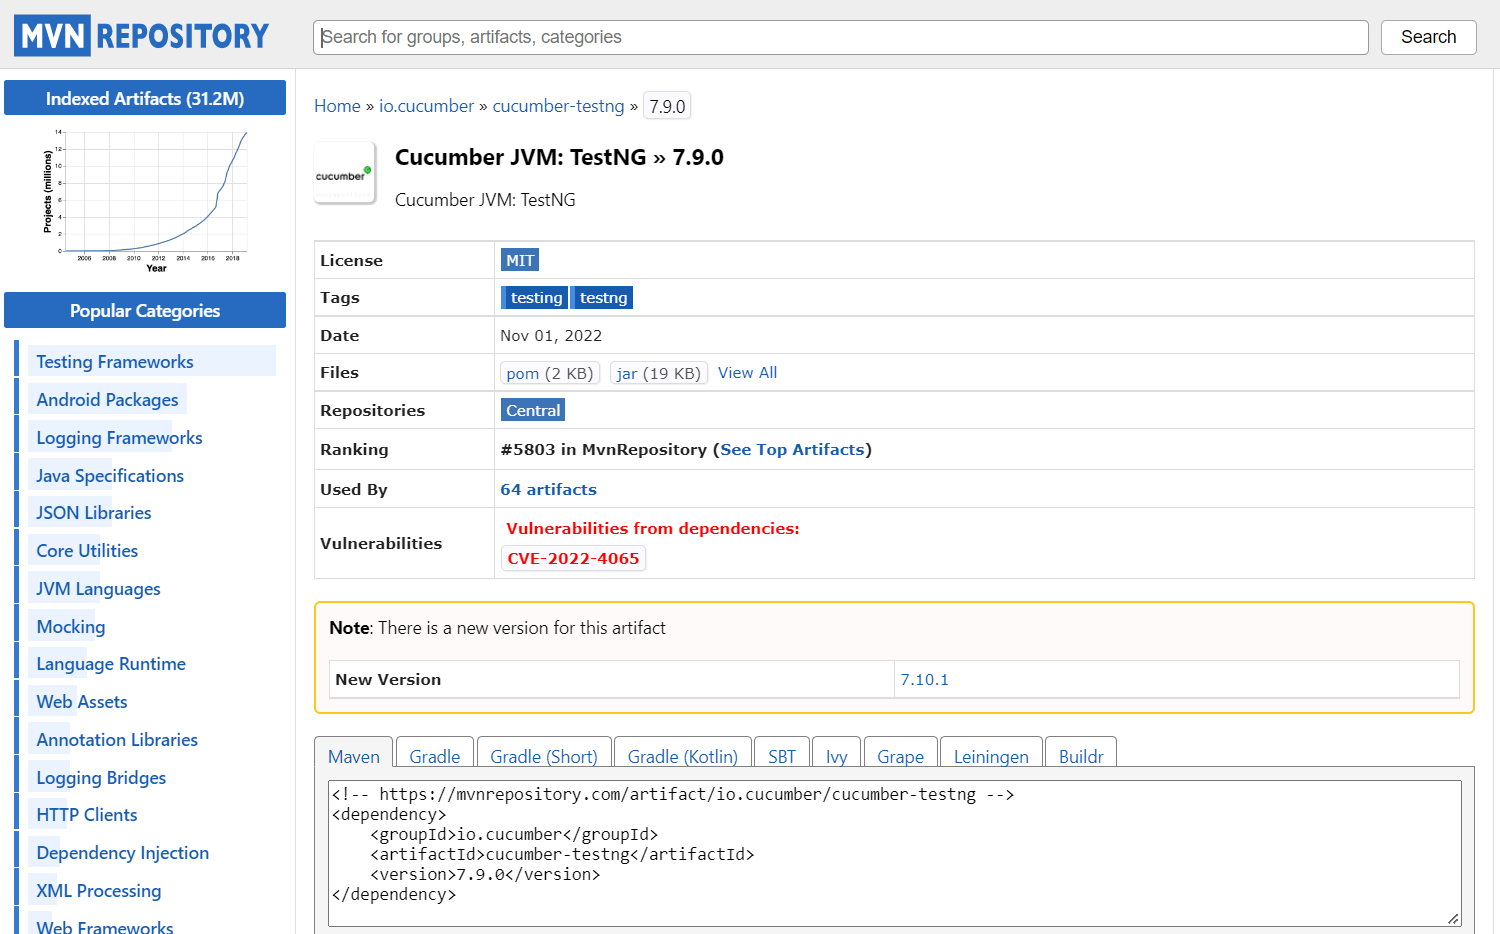 MVN REPOSITORY
Search for groups, artifacts, categories
Search
Indexed Artifacts (31.2M)
Projects (millions)
14
12
10
8
6
4
2
0
2006 2008 2010 2012 2014 2016 2018
Year
Popular Categories
Testing Frameworks
Android Packages
Logging Frameworks
Java Specifications
JSON Libraries
Core Utilities
JVM Languages
Mocking
Language Runtime
Web Assets
Annotation Libraries
Logging Bridges
HTTP Clients
Dependency Injection
XML Processing
Web Frameworks
Home » io.cucumber » cucumber-testng » 7.9.0
cucumber
Cucumber JVM: TestNG » 7.9.0
Cucumber JVM: TestNG
License MIT
Tags testing testng
Date Nov 01, 2022
Files pom (2 KB) jar (19 KB) View All
Repositories Central
Ranking #5803 in MvnRepository (See Top Artifacts)
Used By 64 artifacts
Vulnerabilities Vulnerabilities from dependencies:
CVE-2022-4065
Note: There is a new version for this artifact
New Version 7.10.1
Maven Gradle Gradle (Short) Gradle (Kotlin) SBT Ivy Grape Leiningen Buildr
<!-- https://mvnrepository.com/artifact/io.cucumber/cucumber-testng -->
<dependency>
    <groupId>io.cucumber</groupId>
    <artifactId>cucumber-testng</artifactId>
    <version>7.9.0</version>
</dependency>